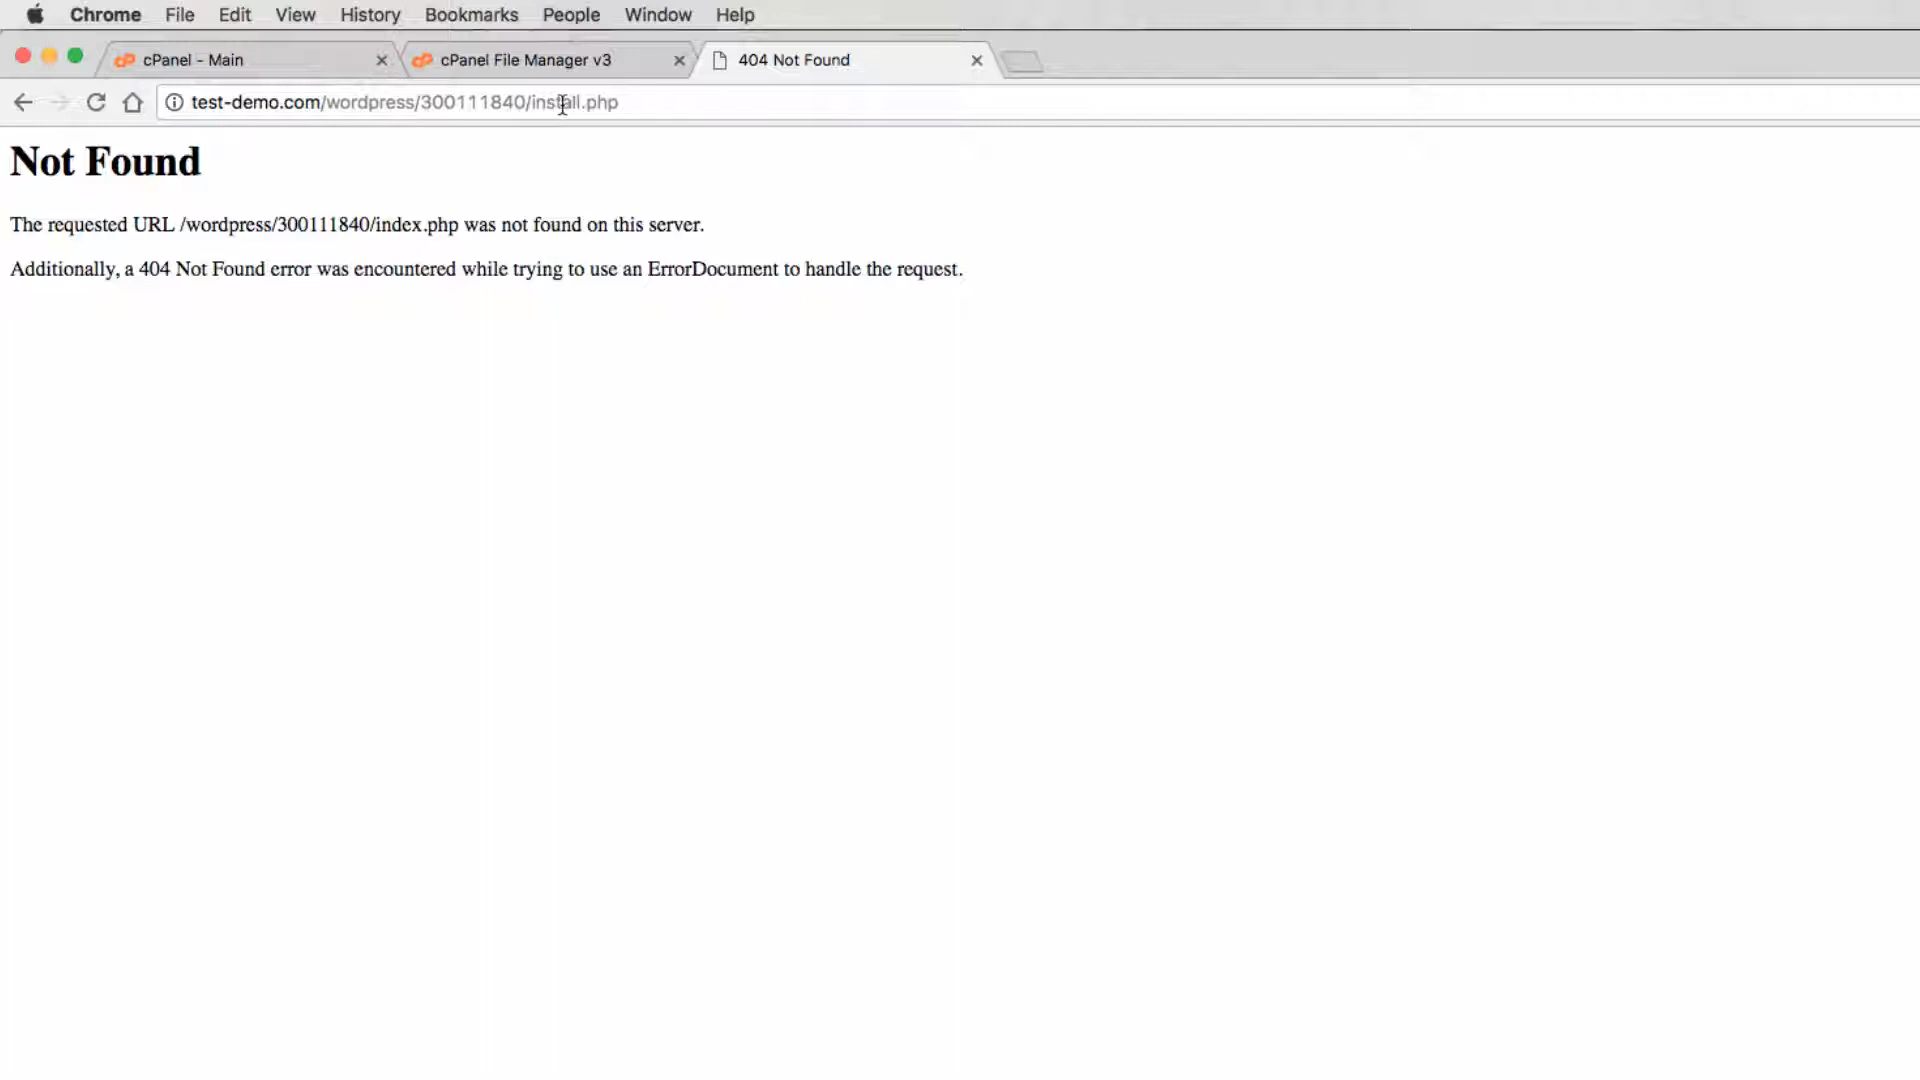 Chrome File Edit View History Bookmarks People Window Help
cPanel - Main cPanel File Manager v3 404 Not Found
test-demo.com/wordpress/300111840/install.php
Not Found
The requested URL /wordpress/300111840/index.php was not found on this server.
Additionally, a 404 Not Found error was encountered while trying to use an ErrorDocument to handle the request.